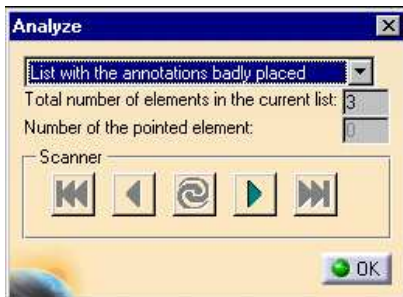 Analyze
List with the annotations badly placed
Total number of elements in the current list: 3
Number of the pointed element: 0
Scanner
OK